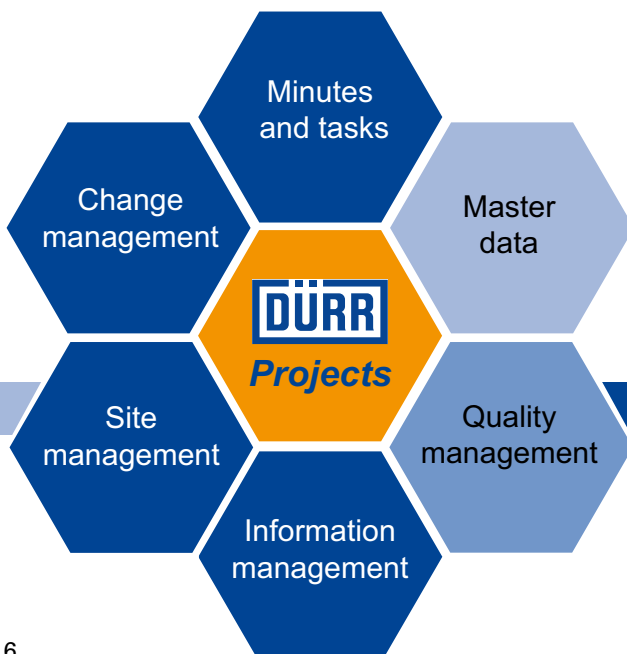 Minutes
and tasks
Change
management
Master
data
DÜRR
Projects
Site
management
Quality
management
Information
management
6